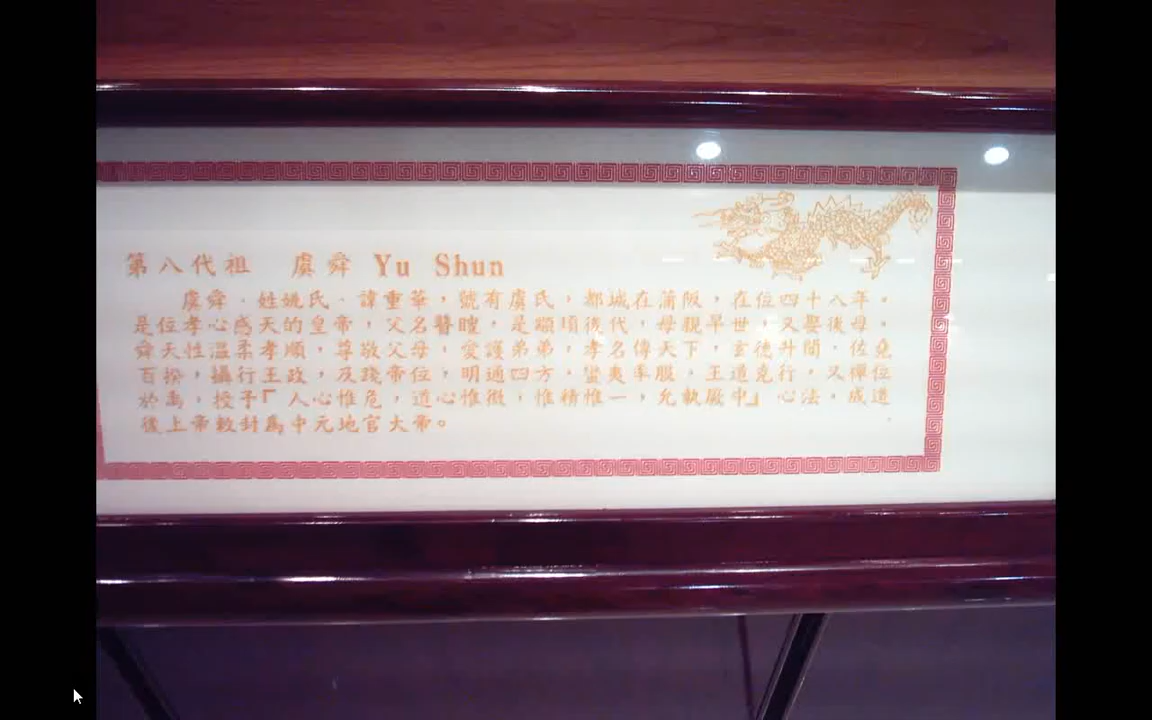 第八代祖 虞舜 Yu Shun
虞舜，姓姚氏，諱重華，號有虞氏，都城在蒲阪，在位四十八年。
是位孝心感天的皇帝，父名瞽瞍，是顓頊後代，母親早世，又娶後母，
舜天性溫柔孝順，尊敬父母，愛護弟弟，孝名傳天下，玄德升聞，佐堯
百揆，攝行王政，及踐帝位，明通四方，蠻夷率服，王道克行，又禪位
於禹，授予「人心惟危，道心惟微，惟精惟一，允執厥中」心法，成道
後上帝敕封爲中元地官大帝。